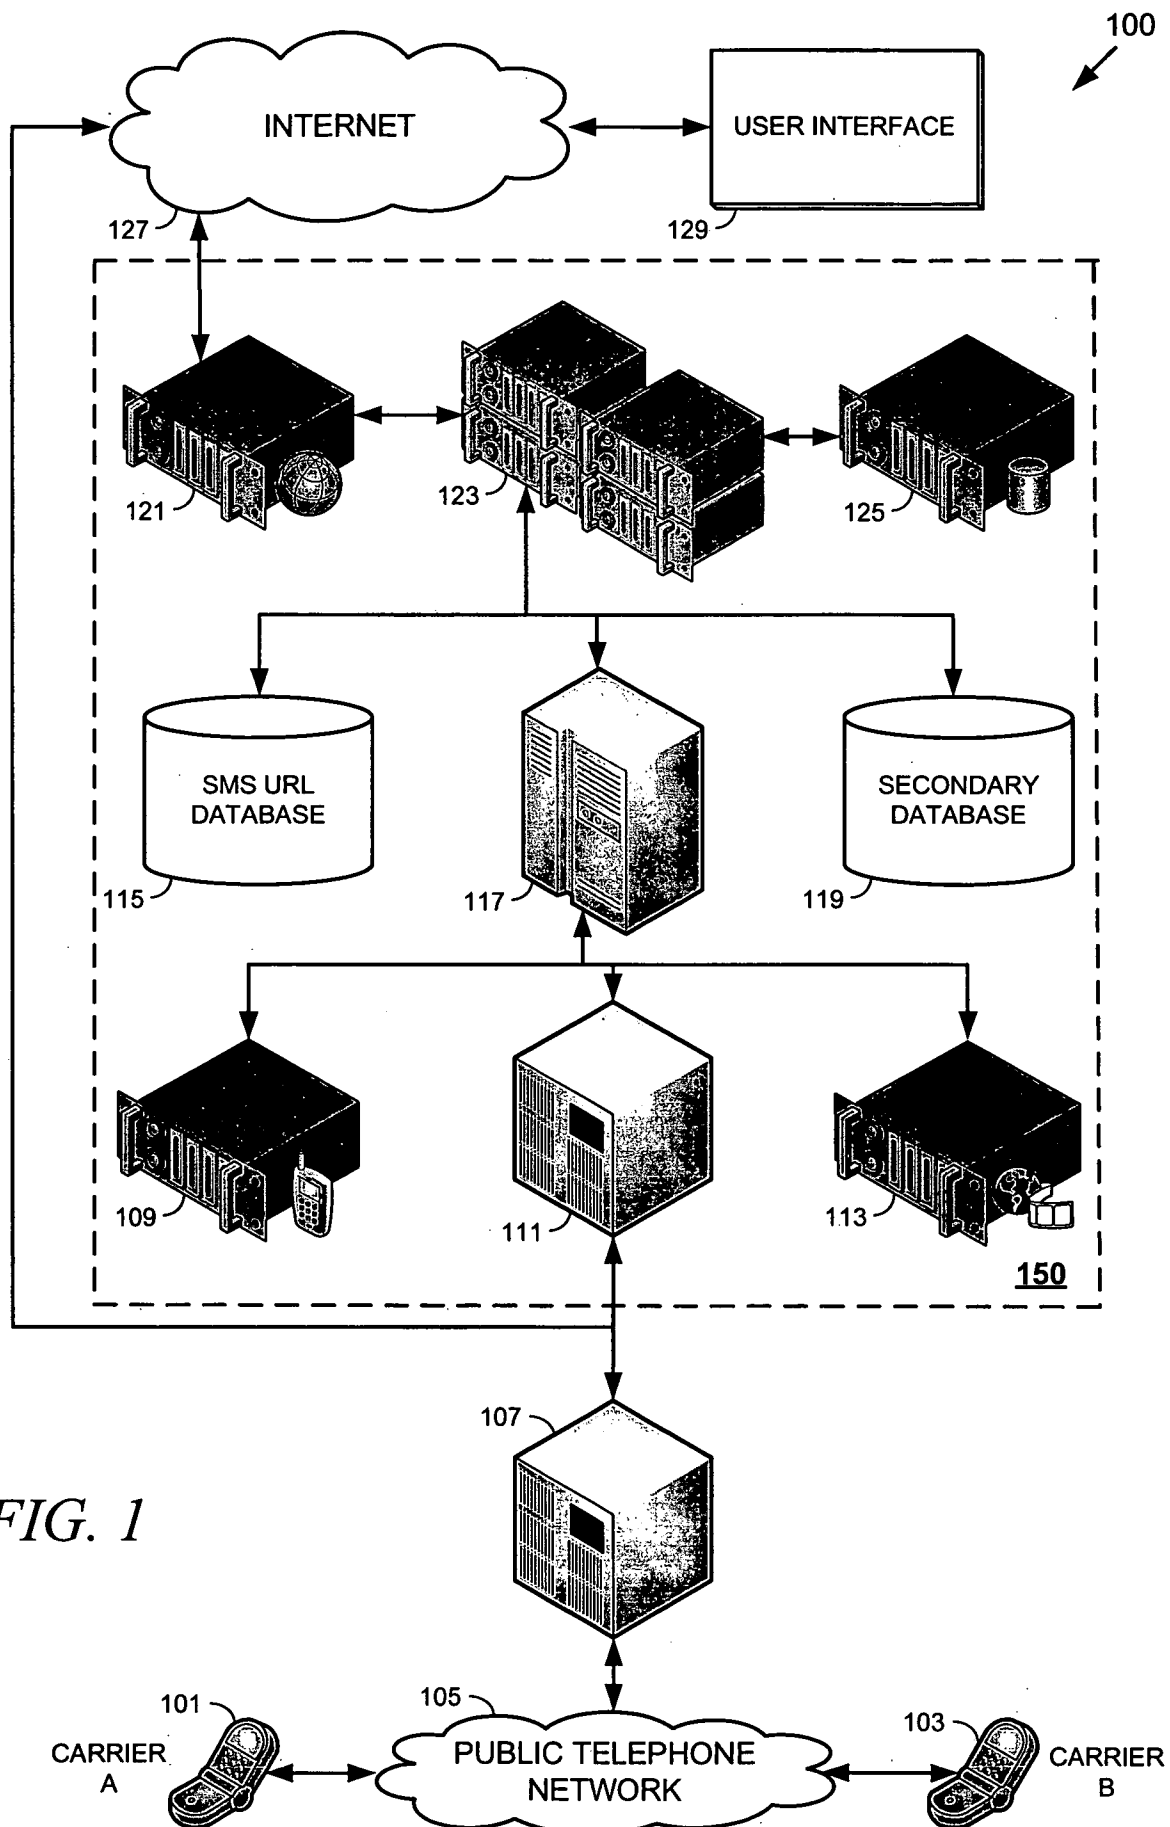 100
INTERNET
USER INTERFACE
127
129
121
123
125
SMS URL
DATABASE
SECONDARY
DATABASE
115
117
119
109
111
113
150
107
FIG. 1
101
105
103
CARRIER
A
PUBLIC TELEPHONE
NETWORK
CARRIER
B